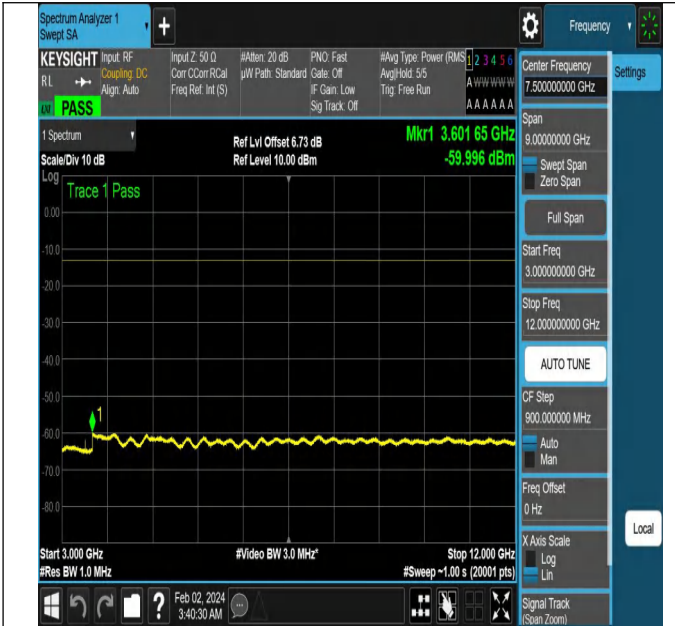 Spectrum Analyzer 1
Swept SA
Frequency
KEYSIGHT
RL
PASS
Input: RF
Coupling: DC
Align: Auto
Input Z: 50 Ω
Corr CCorr RCal
Freq Ref: Int (S)
#Atten: 20 dB
µW Path: Standard
PNO: Fast
Gate: Off
IF Gain: Low
Sig Track: Off
#Avg Type: Power (RMS
Avg|Hold: 5/5
Trig: Free Run
1 2 3 4 5 6
A W W W W W
A A A A A A
Center Frequency
7.500000000 GHz
Settings
1 Spectrum
Scale/Div 10 dB
Ref Lvl Offset 6.73 dB
Ref Level 10.00 dBm
Mkr1 3.601 65 GHz
-59.996 dBm
Log
Trace 1 Pass
0.00
-10.0
-20.0
-30.0
-40.0
-50.0
-60.0
-70.0
-80.0
1
Start 3.000 GHz
#Res BW 1.0 MHz
#Video BW 3.0 MHz*
Stop 12.000 GHz
#Sweep ~1.00 s (20001 pts)
Span
9.00000000 GHz
Swept Span
Zero Span
Full Span
Start Freq
3.000000000 GHz
Stop Freq
12.000000000 GHz
AUTO TUNE
CF Step
900.000000 MHz
Auto
Man
Freq Offset
0 Hz
X Axis Scale
Log
Lin
Signal Track
(Span Zoom)
Local
?
Feb 02, 2024
3:40:30 AM